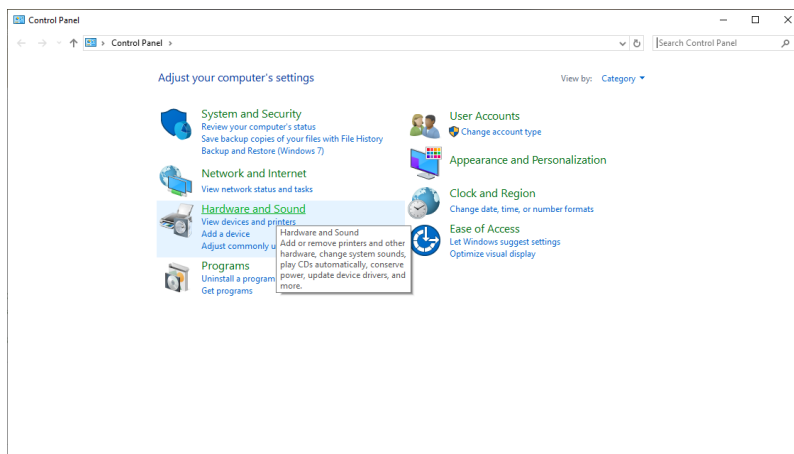 Control Panel
Control Panel
Search Control Panel
Adjust your computer's settings
View by: Category
System and Security
Review your computer's status
Save backup copies of your files with File History
Backup and Restore (Windows 7)
Network and Internet
View network status and tasks
Hardware and Sound
View devices and printers
Add a device
Adjust commonly u
Programs
Uninstall a program
Get programs
Hardware and Sound
Add or remove printers and other
hardware, change system sounds,
play CDs automatically, conserve
power, update device drivers, and
more.
User Accounts
Change account type
Appearance and Personalization
Clock and Region
Change date, time, or number formats
Ease of Access
Let Windows suggest settings
Optimize visual display